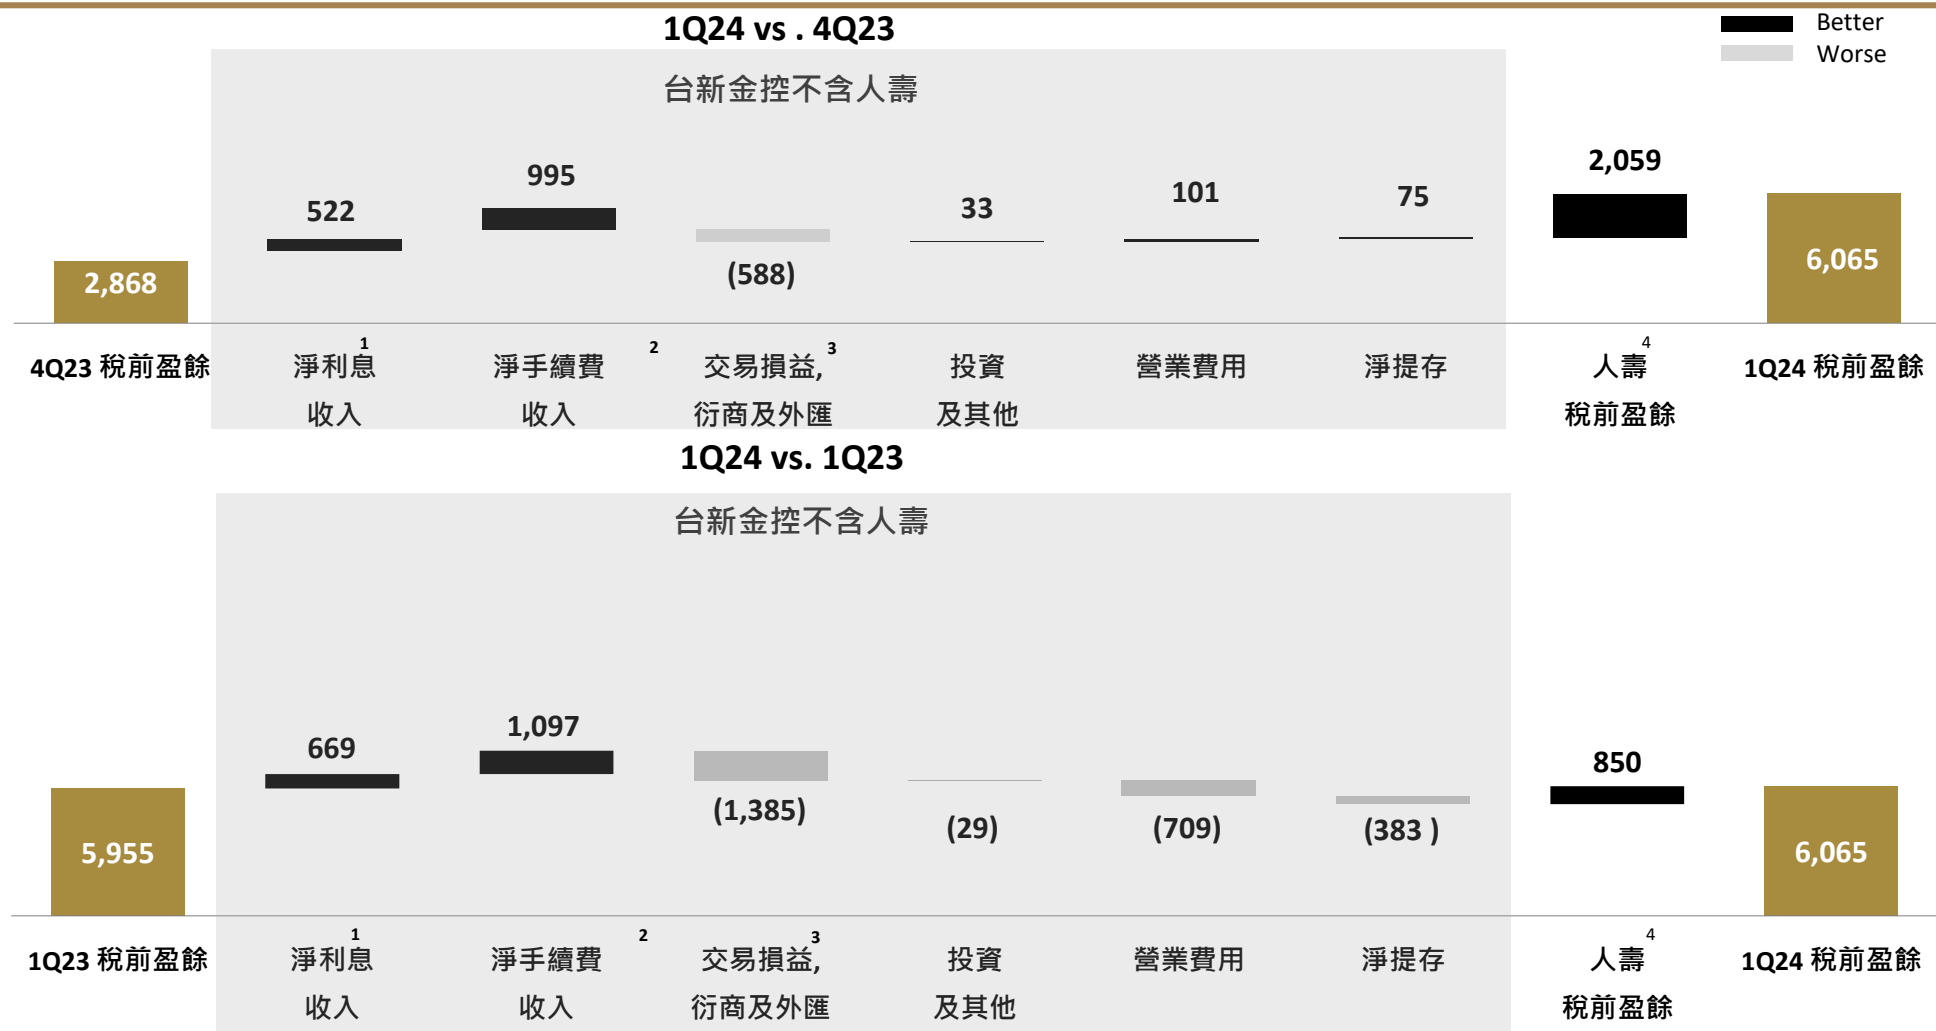 1Q24 vs . 4Q23
Better
Worse
台新金控不含人壽
522
995
(588)
33
101
75
2,059
2,868
6,065
4Q23 稅前盈餘
淨利息1
收入
淨手續費2
收入
交易損益,3
衍商及外匯
投資
及其他
營業費用
淨提存
人壽4
稅前盈餘
1Q24 稅前盈餘
1Q24 vs. 1Q23
台新金控不含人壽
669
1,097
(1,385)
(29)
(709)
(383 )
850
5,955
6,065
1Q23 稅前盈餘
淨利息1
收入
淨手續費2
收入
交易損益,3
衍商及外匯
投資
及其他
營業費用
淨提存
人壽4
稅前盈餘
1Q24 稅前盈餘